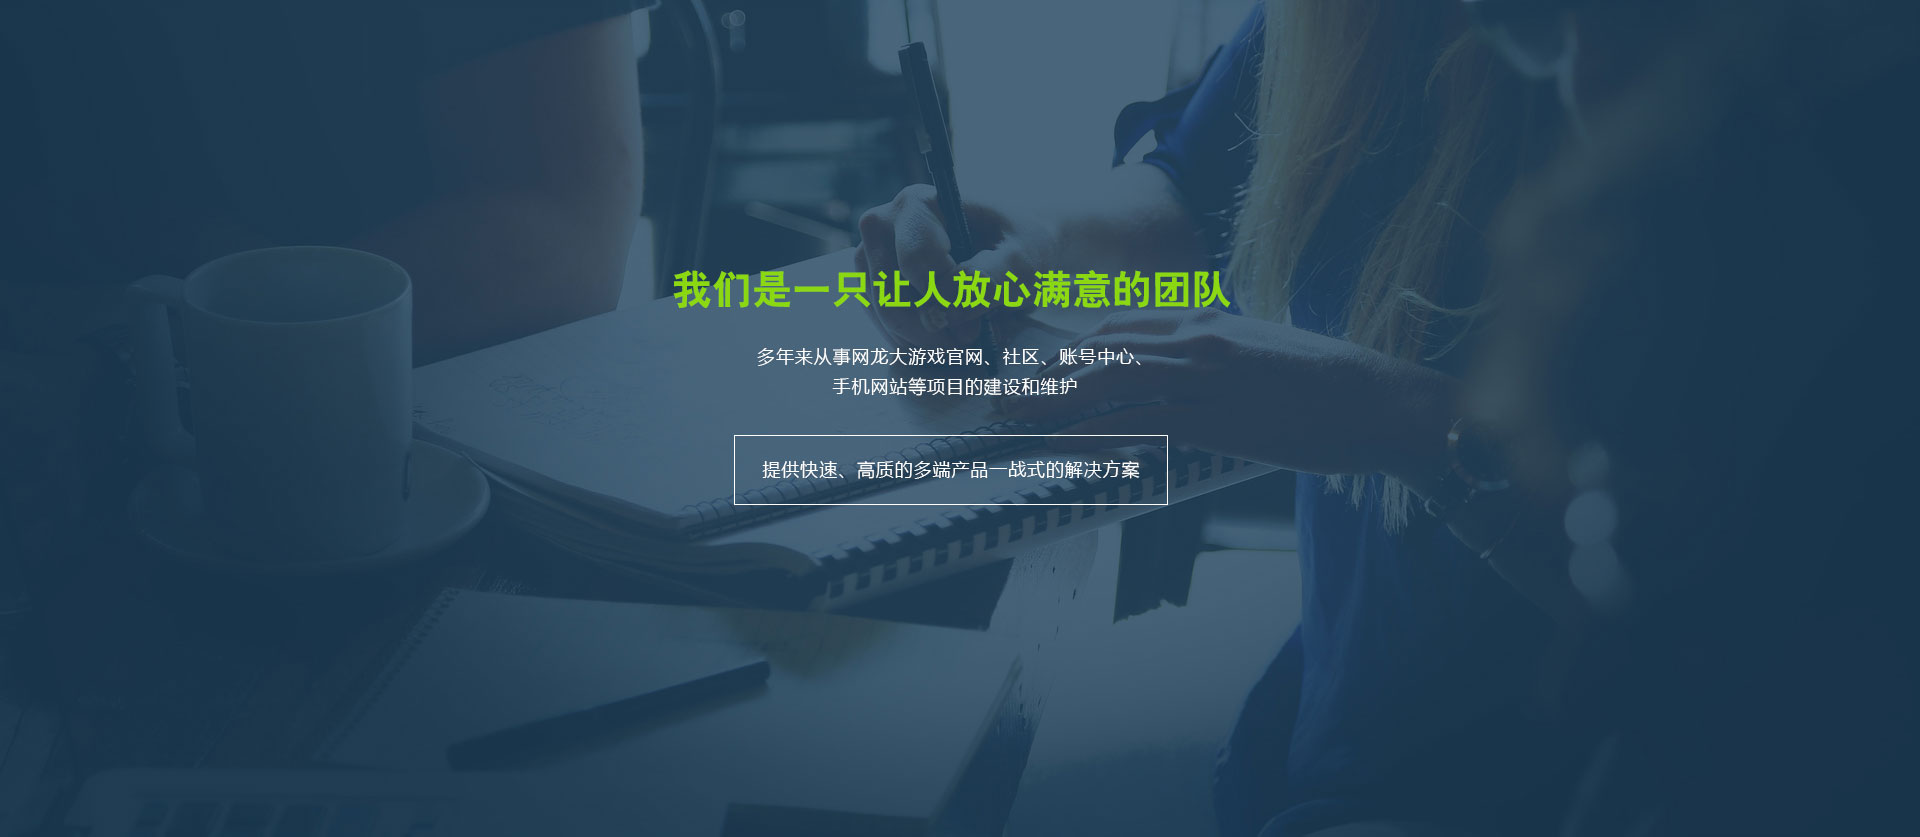 我们是一只让人放心满意的团队
多年来从事网龙大游戏官网、社区、账号中心、
手机网站等项目的建设和维护
提供快速、高质的多端产品一战式的解决方案